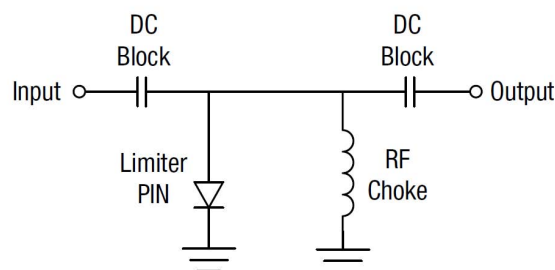 DC
Block
DC
Block
Input
Output
Limiter
PIN
RF
Choke